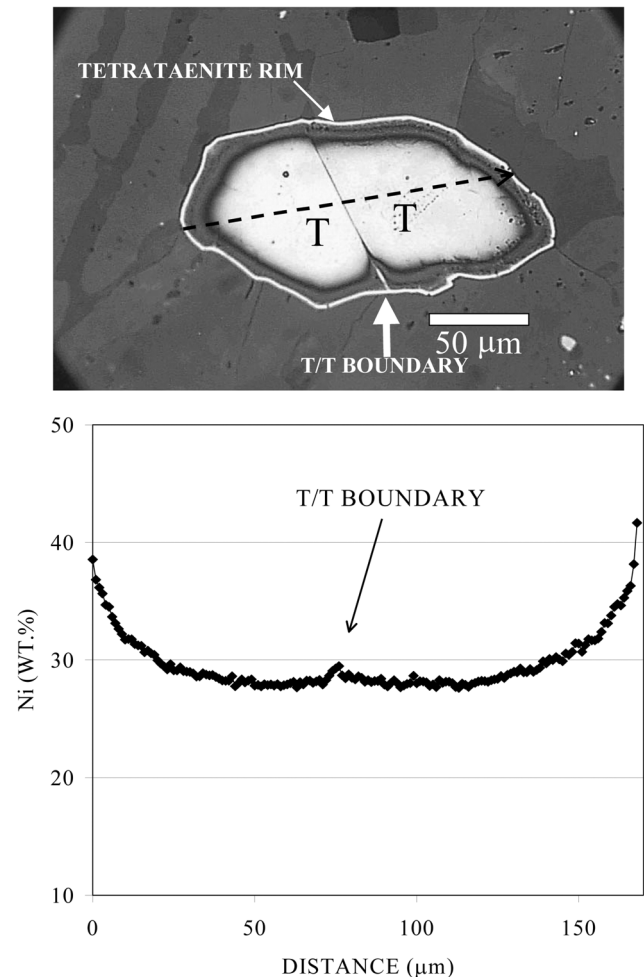 TETRATAENITE RIM
T
T
50 μm
T/T BOUNDARY
50
T/T BOUNDARY
40
30
20
10
Ni (WT.%)
0
50
100
150
DISTANCE (μm)